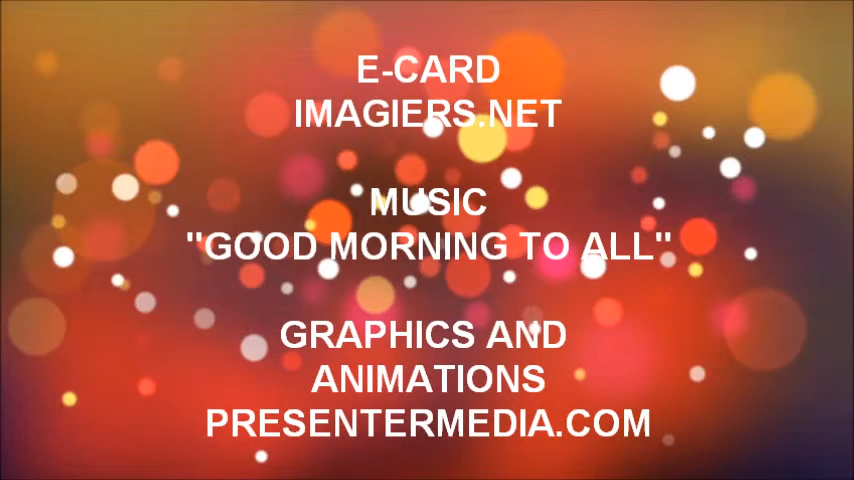 E-CARD
IMAGIERS.NET
MUSIC
"GOOD MORNING TO ALL"
GRAPHICS AND
ANIMATIONS
PRESENTERMEDIA.COM